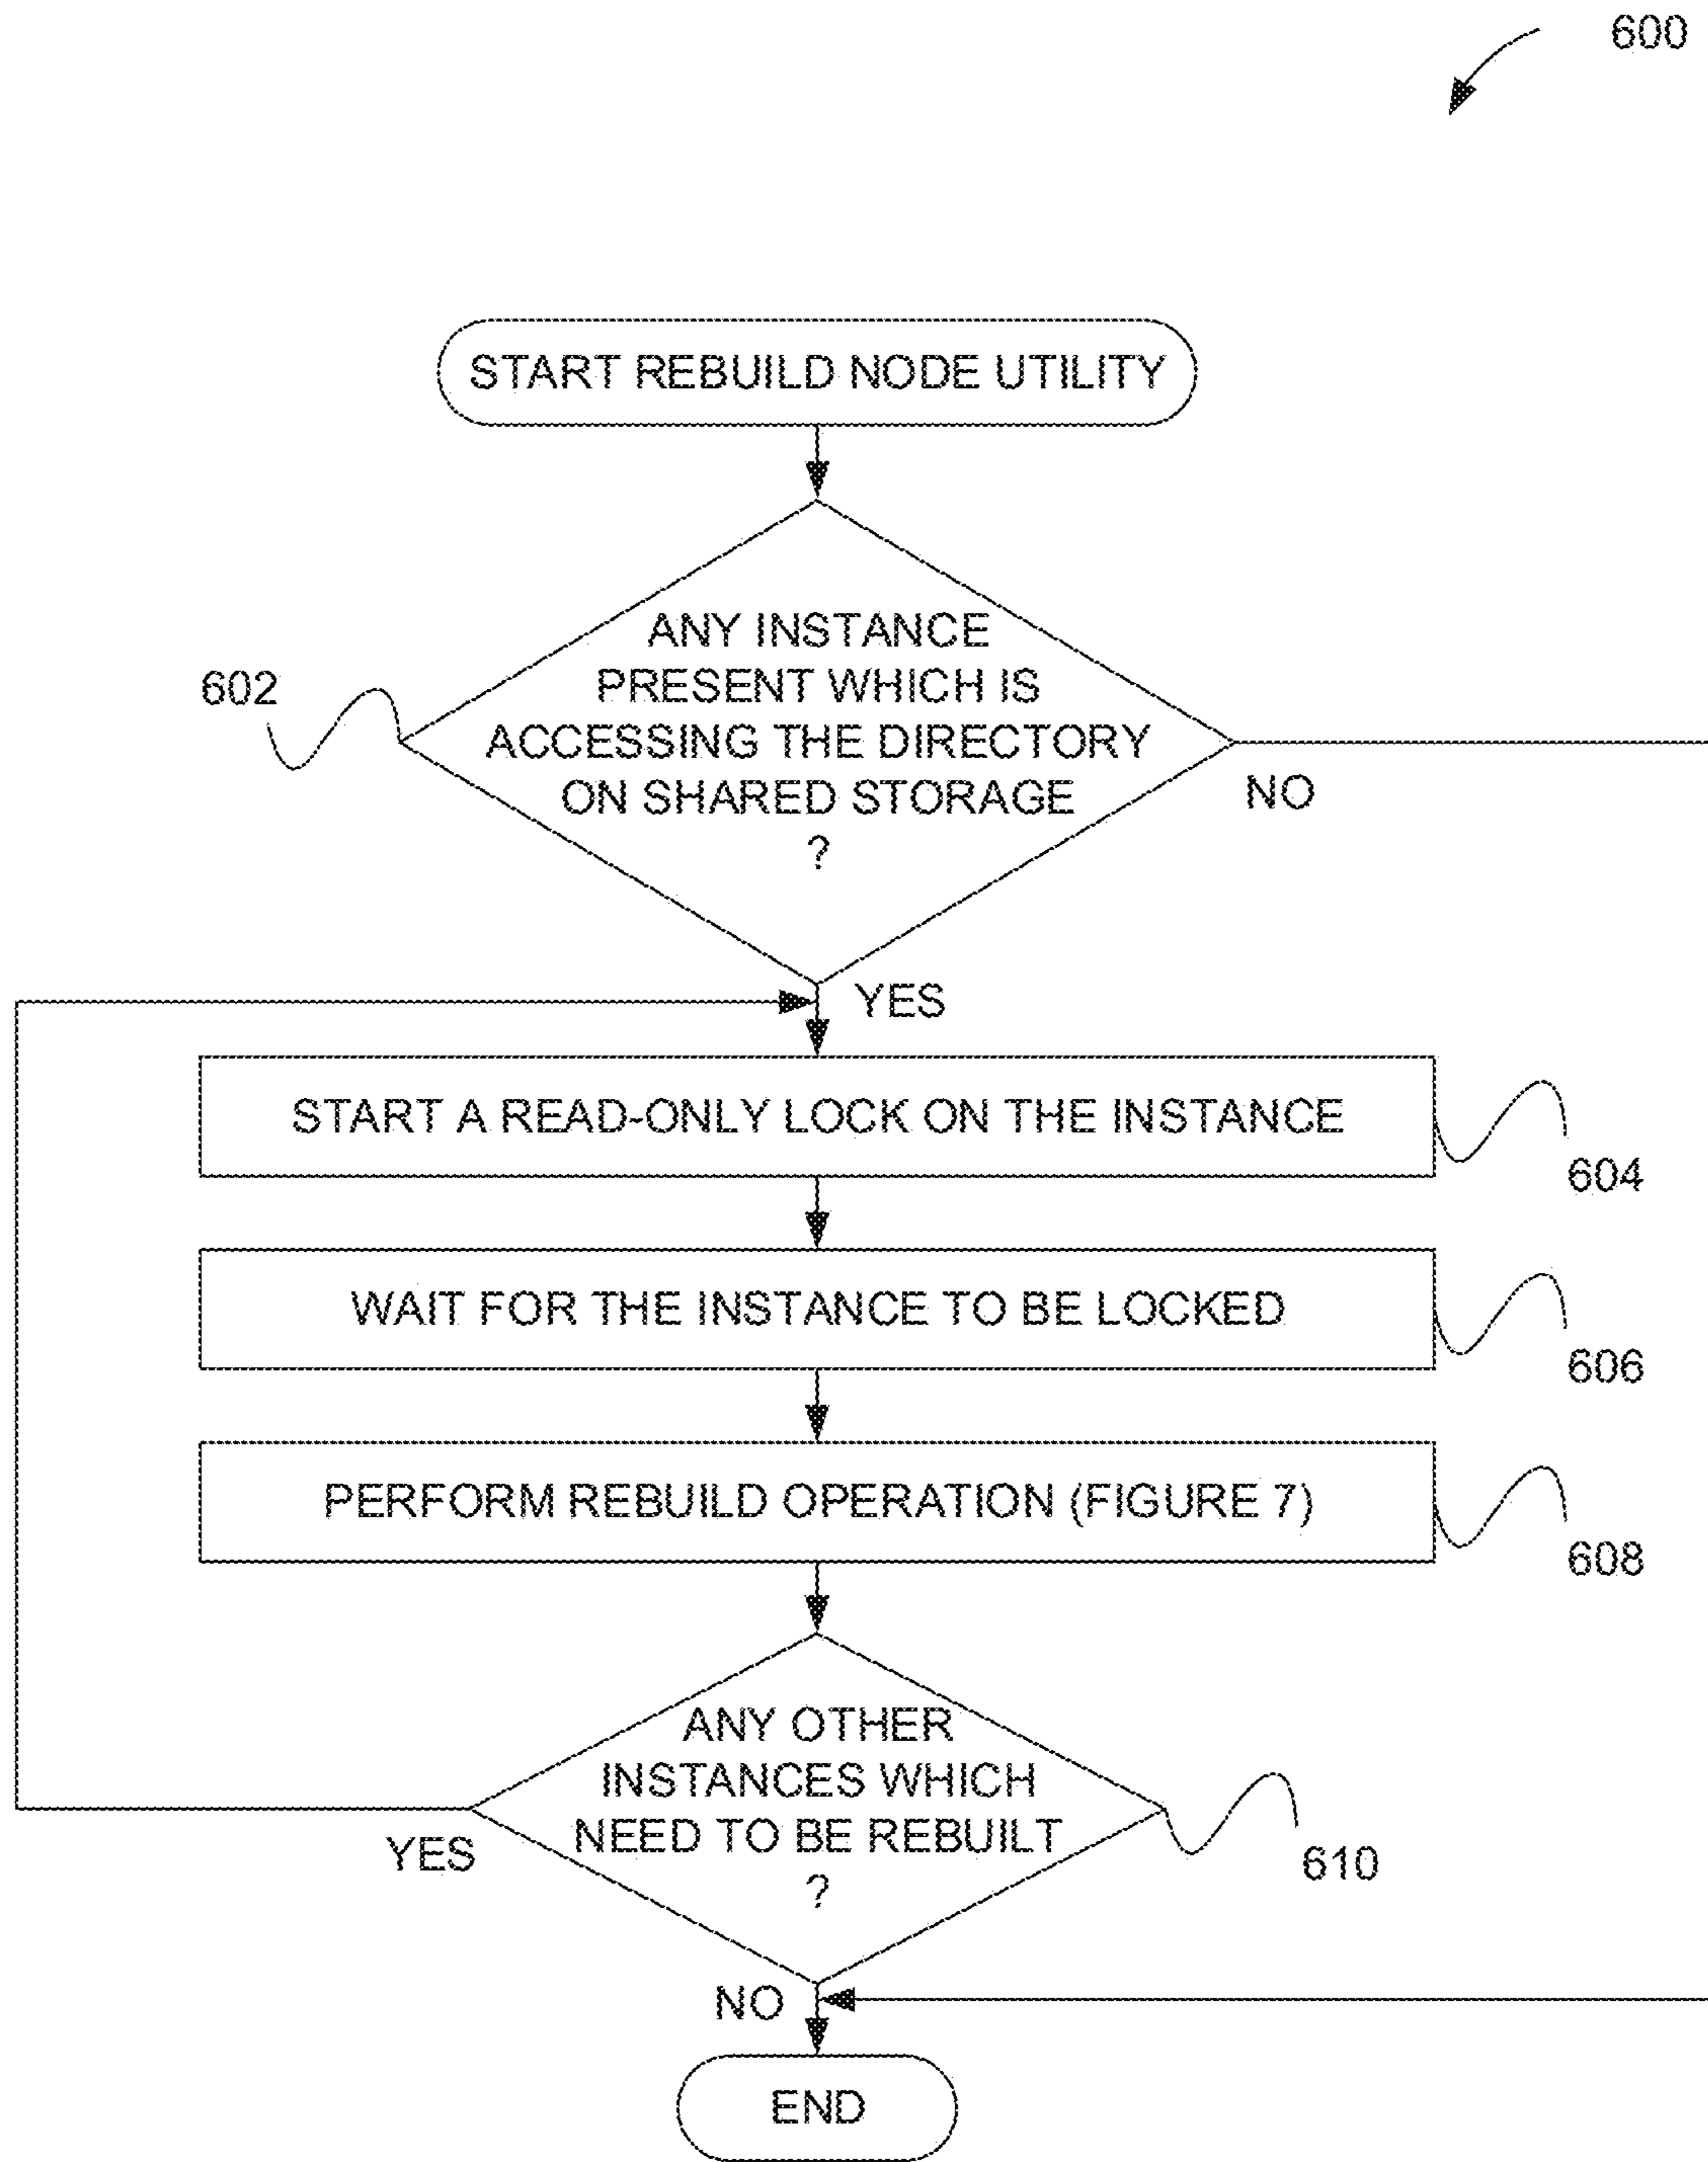 600
START REBUILD NODE UTILITY
ANY INSTANCE
PRESENT WHICH IS
ACCESSING THE DIRECTORY
ON SHARED STORAGE
?
602
NO
YES
START A READ-ONLY LOCK ON THE INSTANCE
604
WAIT FOR THE INSTANCE TO BE LOCKED
606
PERFORM REBUILD OPERATION (FIGURE 7)
608
ANY OTHER
INSTANCES WHICH
NEED TO BE REBUILT
?
YES
610
NO
END